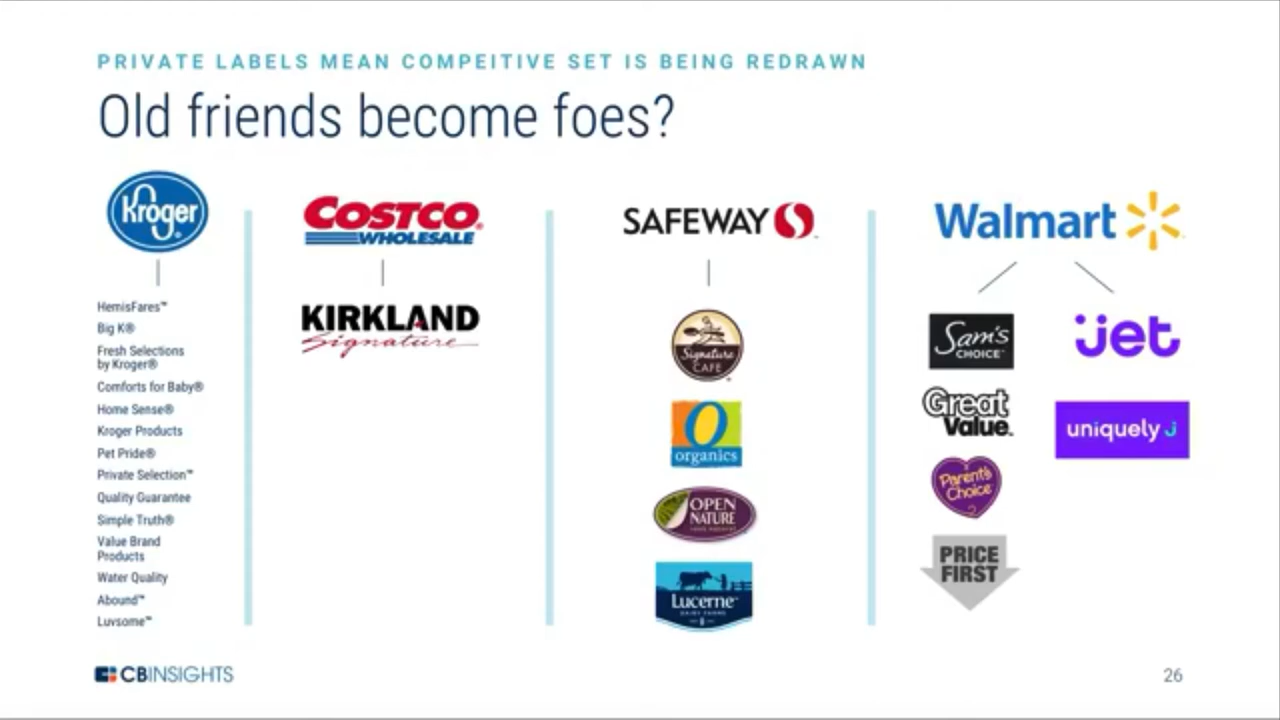 PRIVATE LABELS MEAN COMPEITIVE SET IS BEING REDRAWN
Old friends become foes?
Kroger
HemisFares™
Big K®
Fresh Selections
by Kroger®
Comforts for Baby®
Home Sense®
Kroger Products
Pet Pride®
Private Selection™
Quality Guarantee
Simple Truth®
Value Brand
Products
Water Quality
Abound™
Luvsome™
COSTCO
WHOLESALE
KIRKLAND
Signature
SAFEWAY
Signature
CAFE
O
organics
OPEN
NATURE
Lucerne
DAIRY FARMS
Walmart
Sam's
CHOICE
Great
Value
Parent's
Choice
PRICE
FIRST
jet
uniquely J
CBINSIGHTS
26